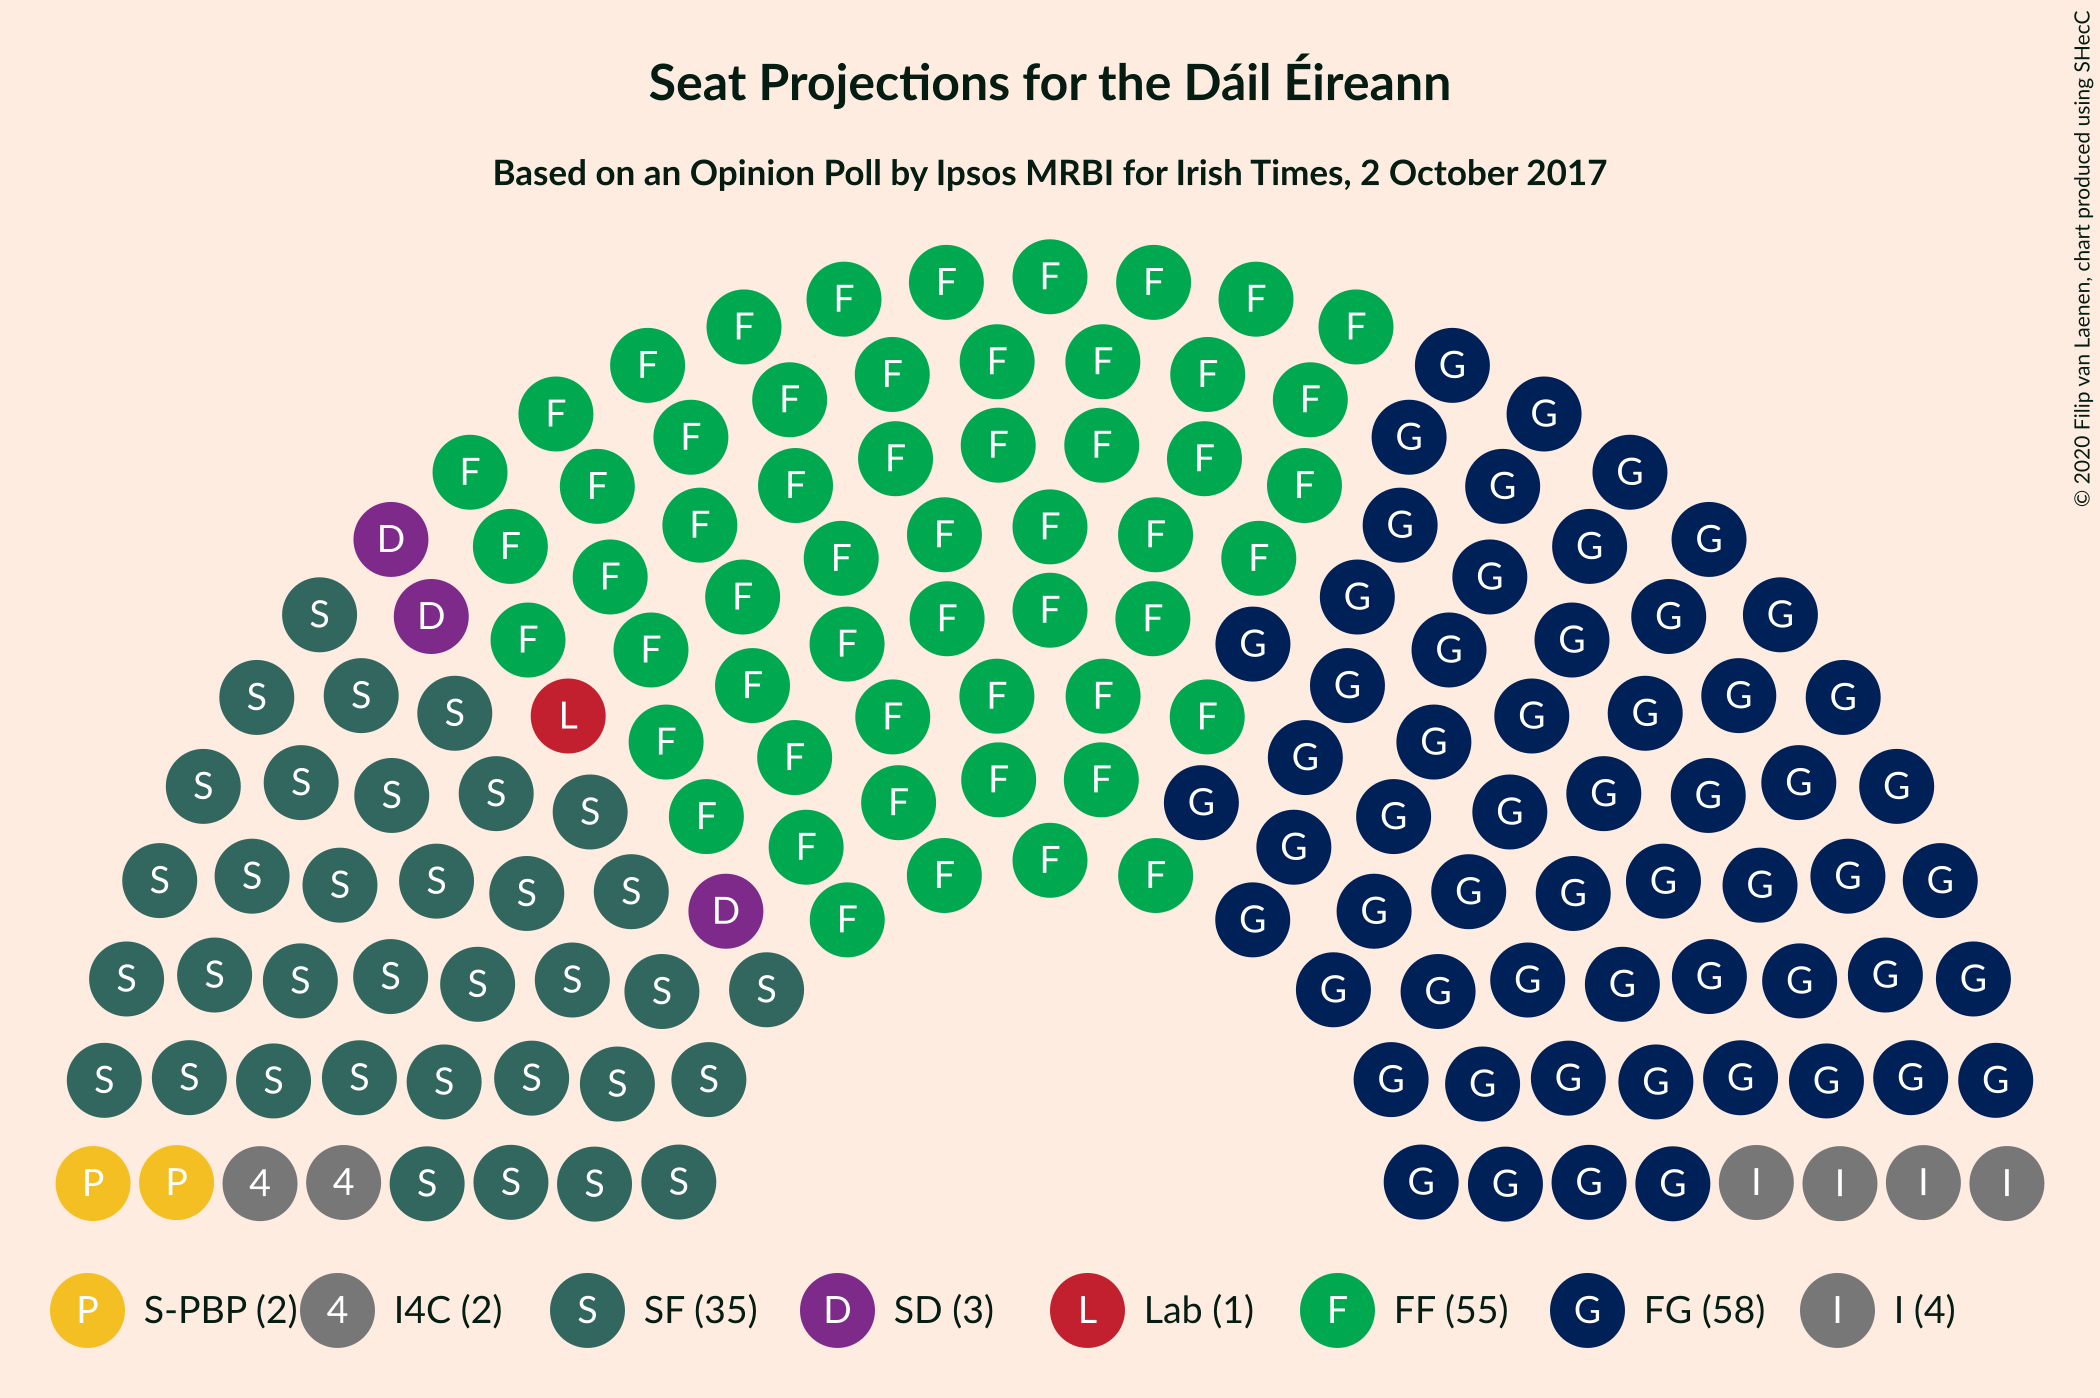 Seat Projections for the Dáil Éireann
Based on an Opinion Poll by Ipsos MRBI for Irish Times, 2 October 2017
© 2020 Filip van Laenen, chart produced using SHecC
F F F F F
F F F F F F F G
F F F F F F F F G G
D F F F F F F F F F G G G G G
S D F F F F F F F G G G G
S S S F L F F F F F F F G G G G G G G G
S S S S S F F F F F F G G G G G G G G G
S S S S S S D F F F F F G G G G G G G G G
S S S S S S S S G G G G G G G G
S S S S S S S S G G G G G G G G
P P 4 4 S S S S G G G G I I I I
P S-PBP (2) 4 I4C (2) S SF (35) D SD (3) L Lab (1) F FF (55) G FG (58) I I (4)